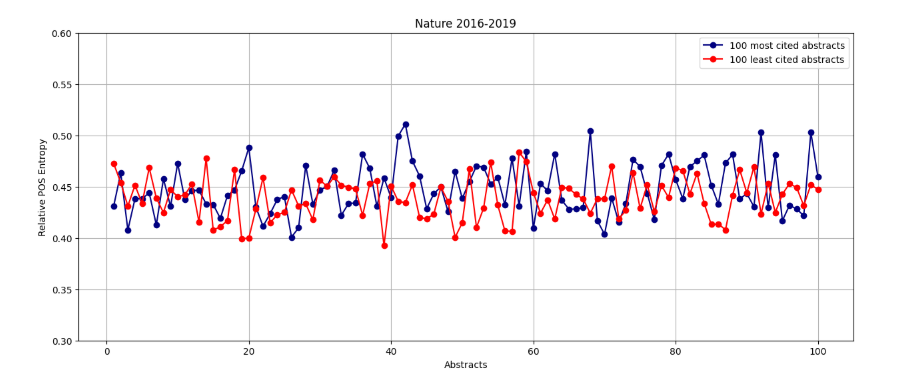 Nature 2016-2019
100 most cited abstracts
100 least cited abstracts
Relative POS Entropy
0.60
0.55
0.50
0.45
0.40
0.35
0.30
0
20
40
60
80
100
Abstracts